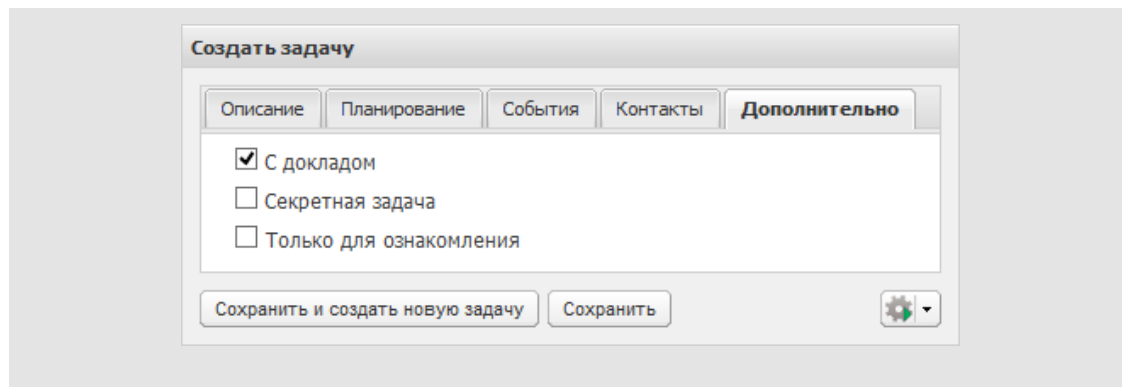 Создать задачу
Описание Планирование События Контакты Дополнительно
С докладом
Секретная задача
Только для ознакомления
Сохранить и создать новую задачу Сохранить